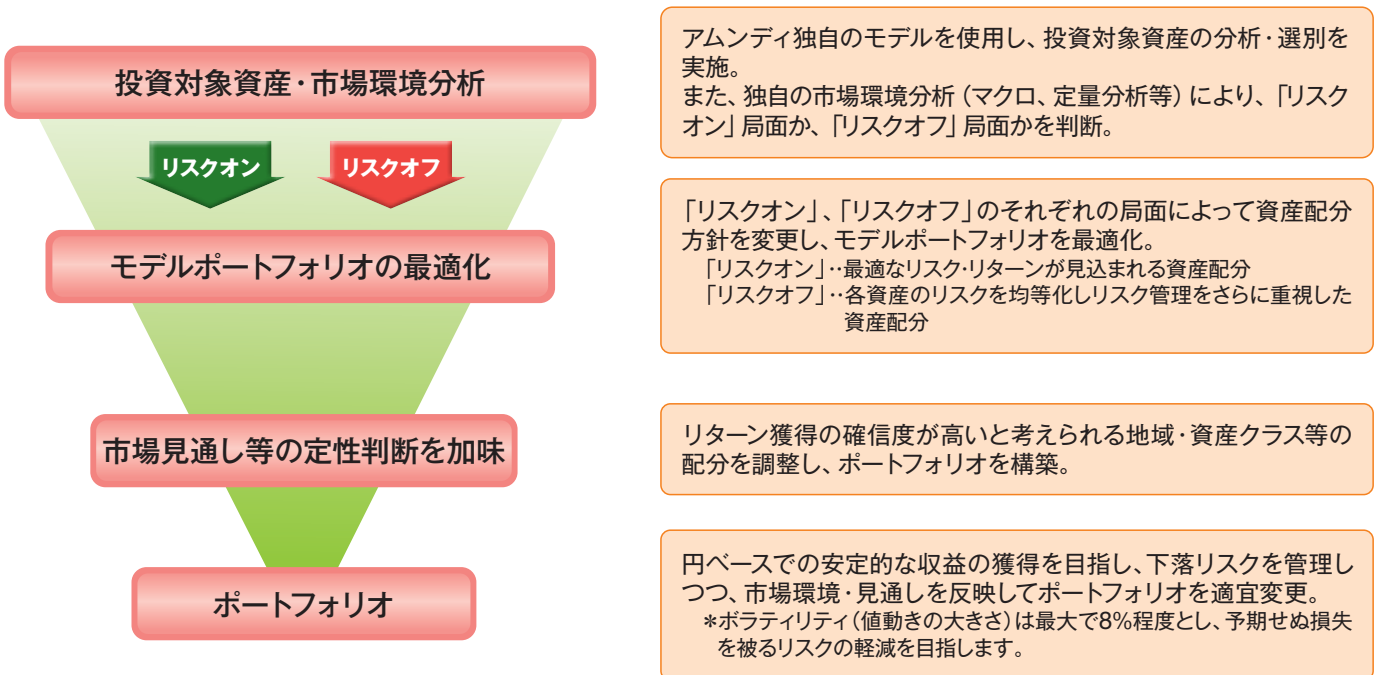 投資対象資産・市場環境分析
アムンディ独自のモデルを使用し、投資対象資産の分析・選別を
実施。
また、独自の市場環境分析(マクロ、定量分析等)により、「リスク
オン」局面か、「リスクオフ」局面かを判断。
リスクオン
リスクオフ
モデルポートフォリオの最適化
「リスクオン」、「リスクオフ」のそれぞれの局面によって資産配分
方針を変更し、モデルポートフォリオを最適化。
「リスクオン」‥最適なリスク・リターンが見込まれる資産配分
「リスクオフ」‥各資産のリスクを均等化しリスク管理をさらに重視した
資産配分
市場見通し等の定性判断を加味
リターン獲得の確信度が高いと考えられる地域・資産クラス等の
配分を調整し、ポートフォリオを構築。
ポートフォリオ
円ベースでの安定的な収益の獲得を目指し、下落リスクを管理し
つつ、市場環境・見通しを反映してポートフォリオを適宜変更。
*ボラティリティ(値動きの大きさ)は最大で8%程度とし、予期せぬ損失
を被るリスクの軽減を目指します。